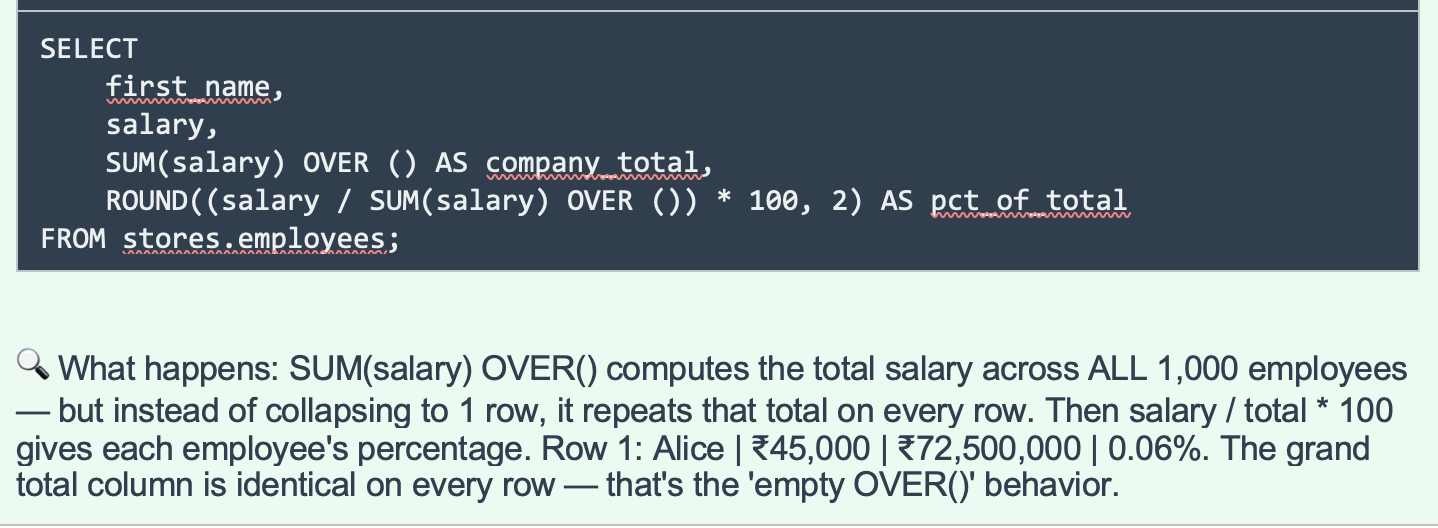 SELECT
    first_name,
    salary,
    SUM(salary) OVER () AS company_total,
    ROUND((salary / SUM(salary) OVER ()) * 100, 2) AS pct_of_total
FROM stores.employees;
🔍 What happens: SUM(salary) OVER() computes the total salary across ALL 1,000 employees
— but instead of collapsing to 1 row, it repeats that total on every row. Then salary / total * 100
gives each employee's percentage. Row 1: Alice | ₹45,000 | ₹72,500,000 | 0.06%. The grand
total column is identical on every row — that's the 'empty OVER()' behavior.